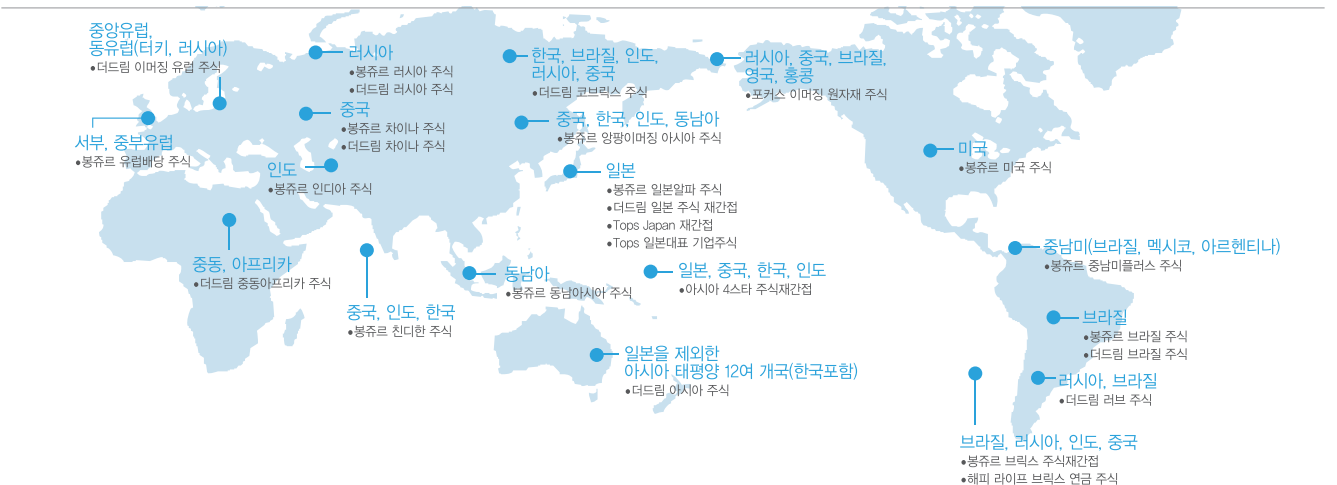 중앙유럽,
동유럽(터키, 러시아)
●더드림 이머징 유럽 주식
서부, 중부유럽
●봉쥬르 유럽배당 주식
러시아
●봉쥬르 러시아 주식
●더드림 러시아 주식
중국
●봉쥬르 차이나 주식
●더드림 차이나 주식
인도
●봉쥬르 인디아 주식
중동, 아프리카
●더드림 중동아프리카 주식
중국, 인도, 한국
●봉쥬르 친디한 주식
한국, 브라질, 인도,
러시아, 중국
●더드림 코브릭스 주식
중국, 한국, 인도, 동남아
●봉쥬르 앙팡이머징 아시아 주식
일본
●봉쥬르 일본알파 주식
●더드림 일본 주식 재간접
●Tops Japan 재간접
●Tops 일본대표 기업주식
동남아
●봉쥬르 동남아시아 주식
일본, 중국, 한국, 인도
●아시아 4스타 주식재간접
일본을 제외한
아시아 태평양 12여 개국(한국포함)
●더드림 아시아 주식
러시아, 중국, 브라질,
영국, 홍콩
●포커스 이머징 원자재 주식
미국
●봉쥬르 미국 주식
중남미(브라질, 멕시코, 아르헨티나)
●봉쥬르 중남미플러스 주식
브라질
●봉쥬르 브라질 주식
●더드림 브라질 주식
러시아, 브라질
●더드림 러브 주식
브라질, 러시아, 인도, 중국
●봉쥬르 브릭스 주식재간접
●해피 라이프 브릭스 연금 주식